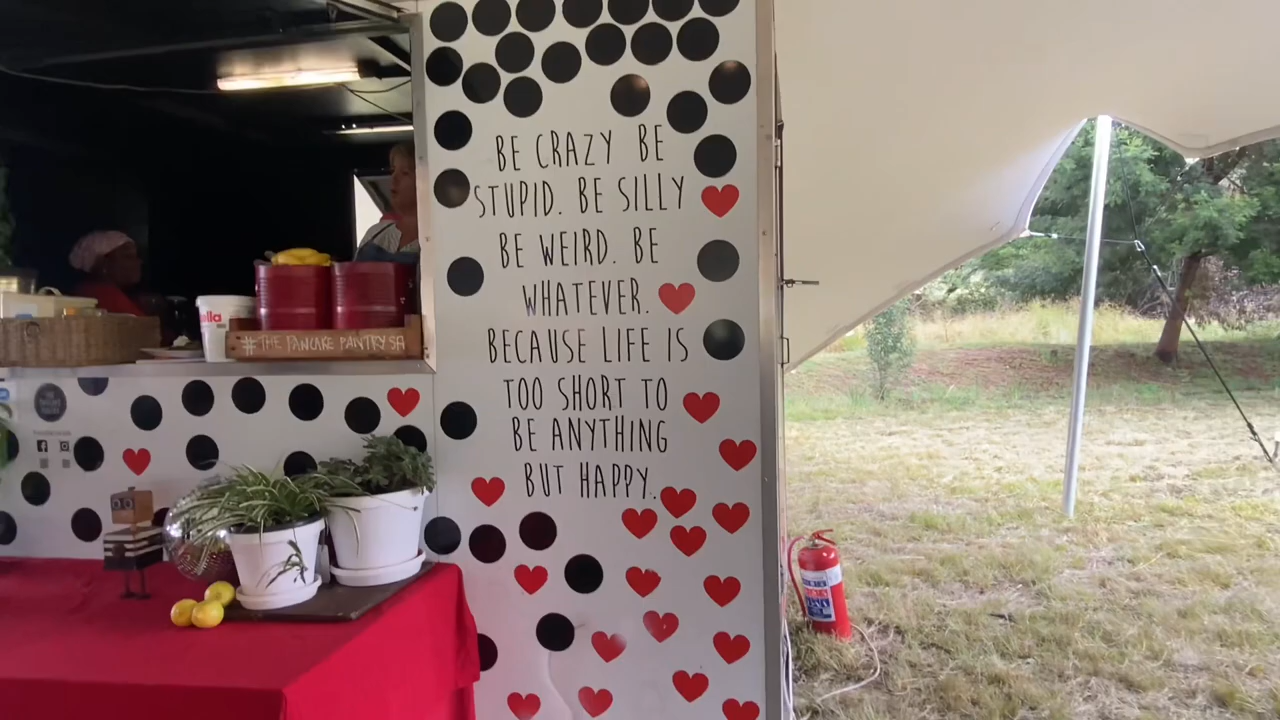 BE CRAZY BE
STUPID. BE SILLY
BE WEIRD. BE
WHATEVER.
BECAUSE LIFE IS
TOO SHORT TO
BE ANYTHING
BUT HAPPY.
ella
#THE PANCAKE PANTRY SA